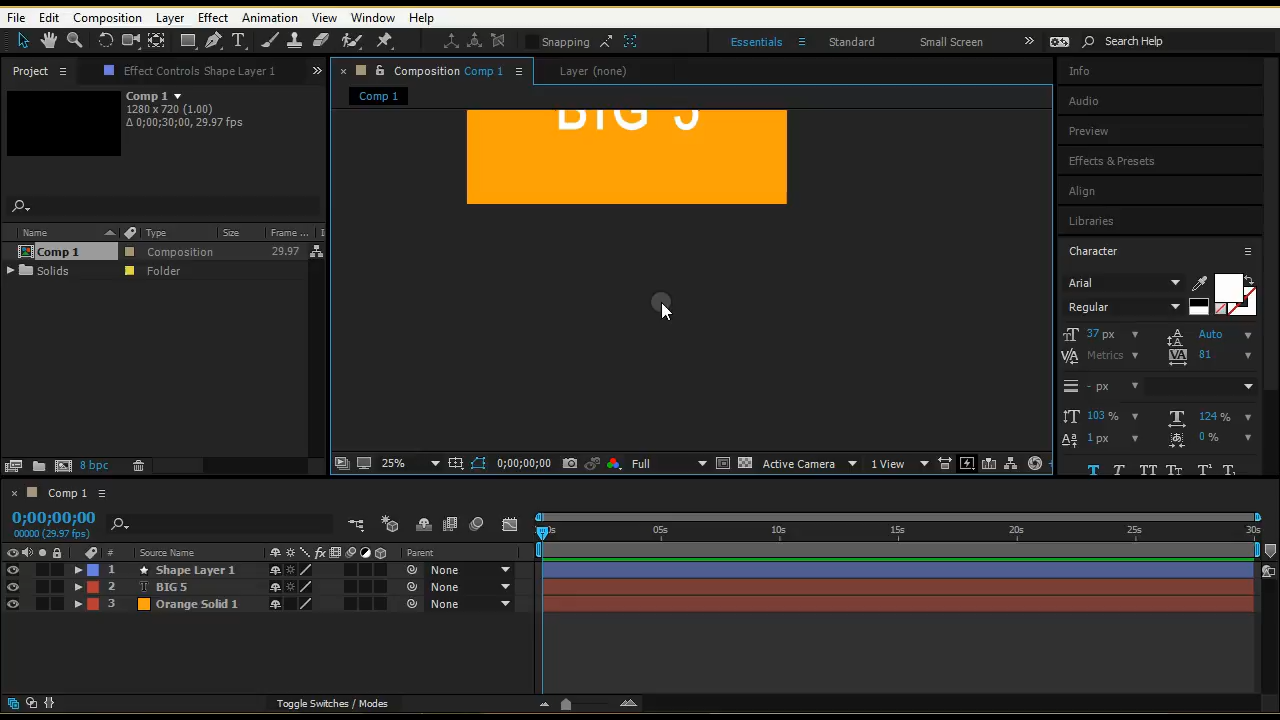 File Edit Composition Layer Effect Animation View Window Help
Snapping Essentials Standard Small Screen Search Help
Project Effect Controls Shape Layer 1 Composition Comp 1 Layer (none) Info
Comp 1
1280 x 720 (1.00)
Δ 0;00;30;00, 29.97 fps
Comp 1
Audio
BIG 5
Preview
Effects & Presets
Align
Libraries
Name Type Size Frame ...
Comp 1 Composition 29.97
Solids Folder
Character
Arial
Regular
37 px Auto
Metrics 81
- px
103 % 124 %
1 px 0 %
8 bpc
25% 0;00;00;00 Full Active Camera 1 View
Comp 1
0;00;00;00
00000 (29.97 fps)
05s 10s 15s 20s 25s 30s
# Source Name Parent
1 Shape Layer 1 None
2 BIG 5 None
3 Orange Solid 1 None
Toggle Switches / Modes